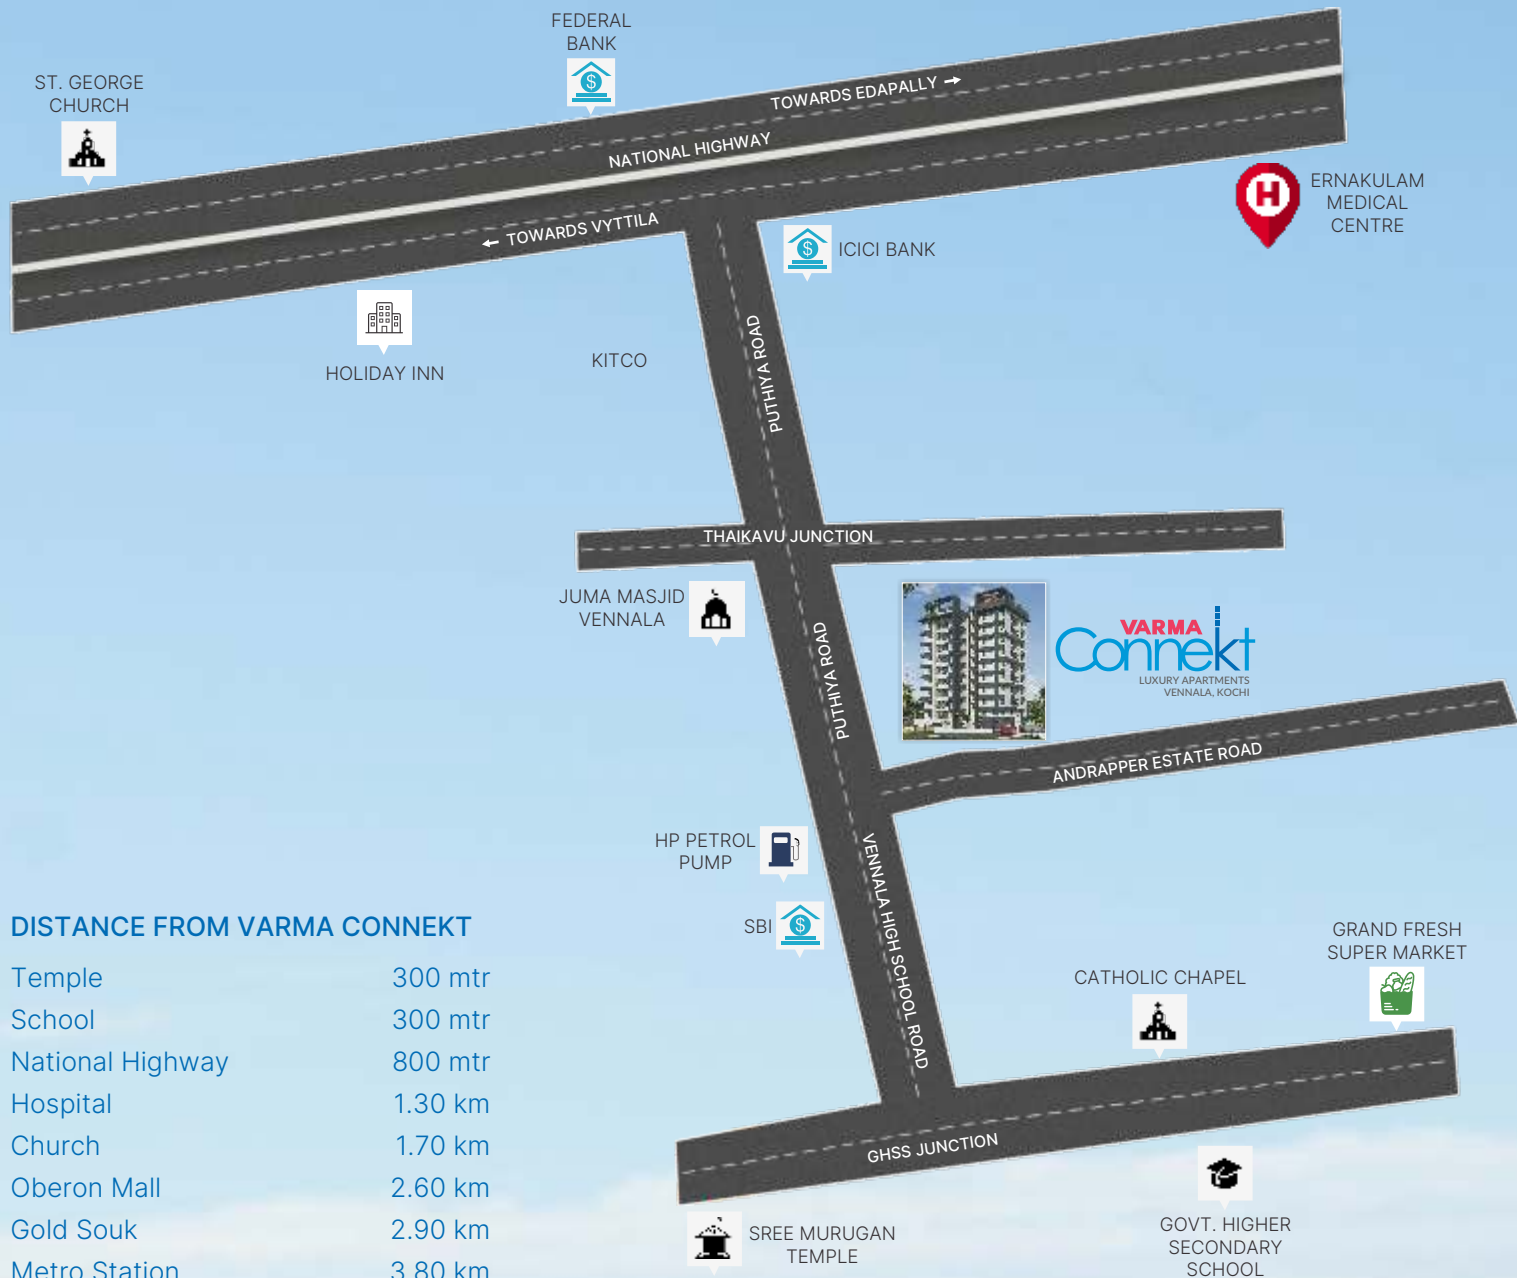 FEDERAL
BANK
ST. GEORGE
CHURCH
TOWARDS EDAPALLY
NATIONAL HIGHWAY
TOWARDS VYTTILA
ERNAKULAM
MEDICAL
CENTRE
H
ICICI BANK
HOLIDAY INN
KITCO
PUTHIYA ROAD
THAIKAVU JUNCTION
JUMA MASJID
VENNALA
PUTHIYA ROAD
VARMA
Connekt
LUXURY APARTMENTS
VENNALA, KOCHI
ANDRAPPER ESTATE ROAD
HP PETROL
PUMP
SBI
VENNALA HIGH SCHOOL ROAD
GRAND FRESH
SUPER MARKET
CATHOLIC CHAPEL
GHSS JUNCTION
SREE MURUGAN
TEMPLE
GOVT. HIGHER
SECONDARY
SCHOOL
DISTANCE FROM VARMA CONNEKT
Temple 300 mtr
School 300 mtr
National Highway 800 mtr
Hospital 1.30 km
Church 1.70 km
Oberon Mall 2.60 km
Gold Souk 2.90 km
Metro Station 3.80 km